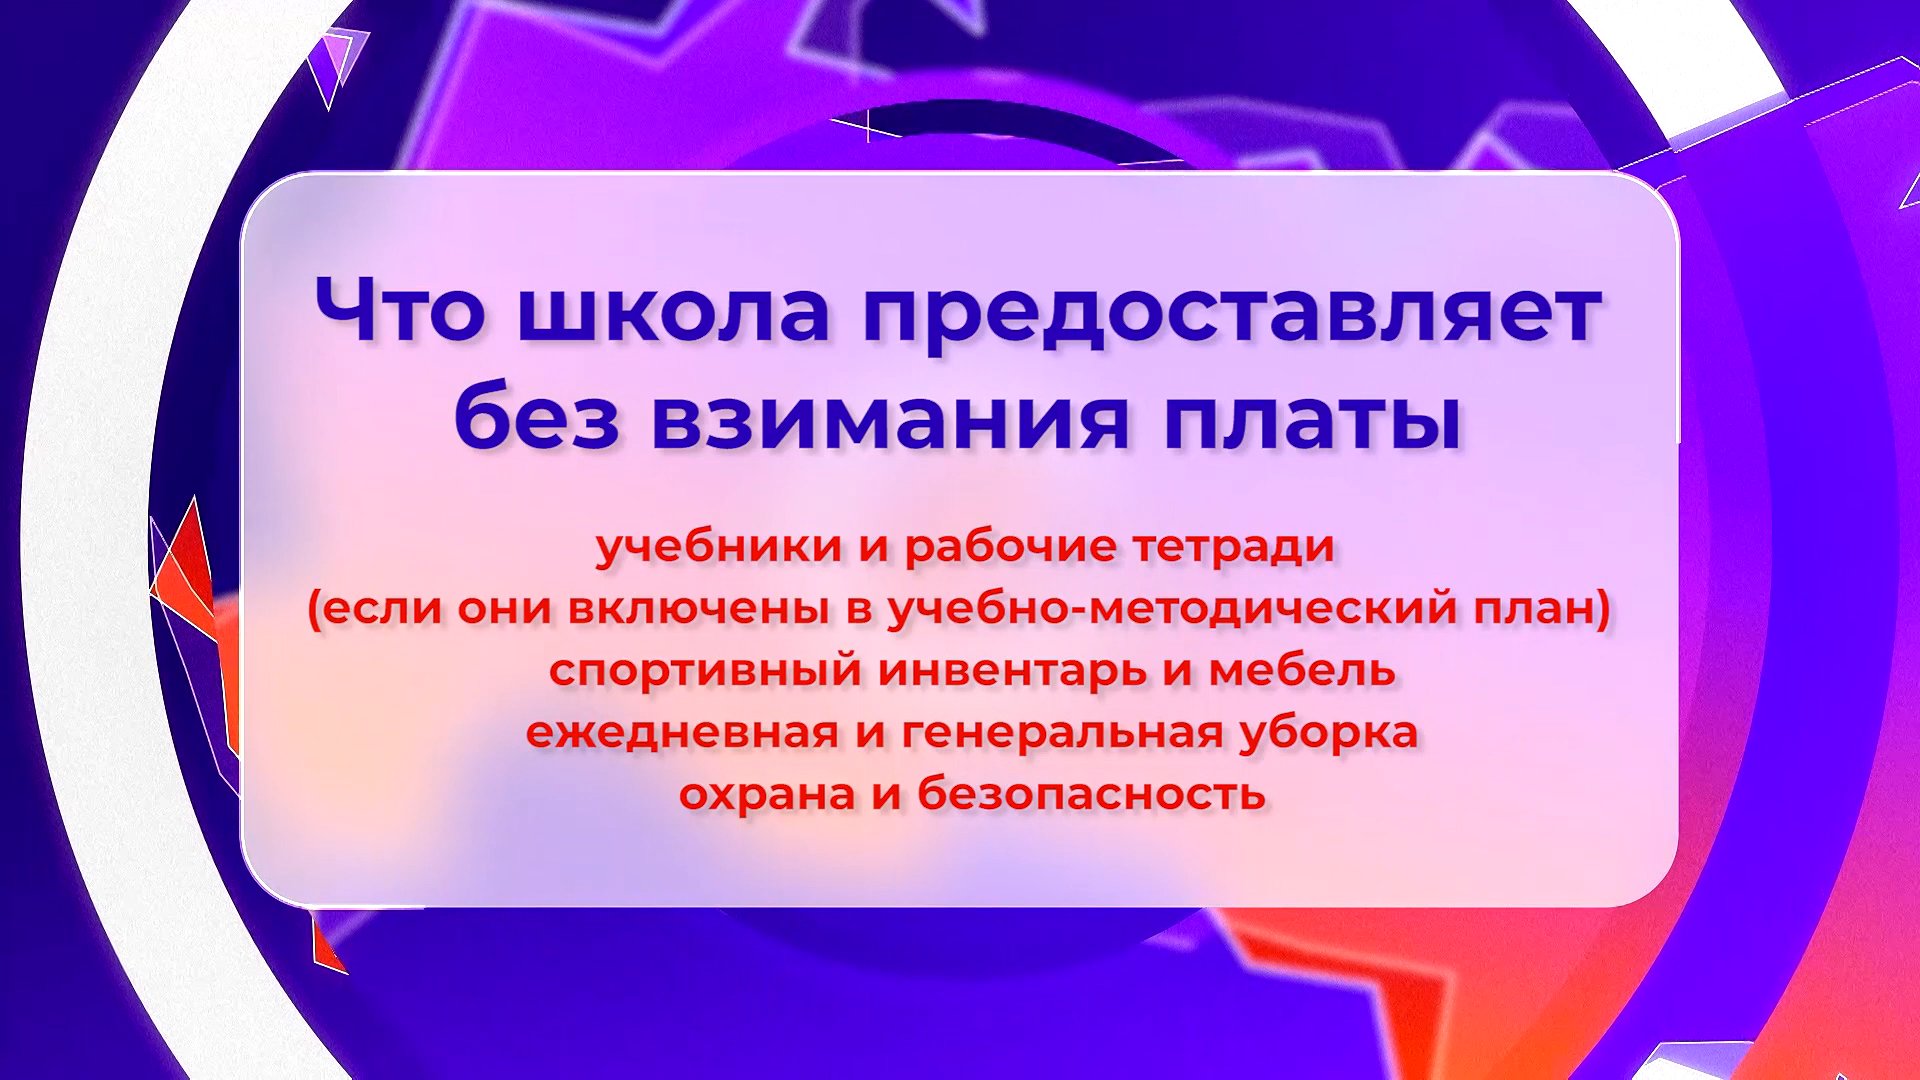 Что школа предоставляет
без взимания платы
учебники и рабочие тетради
(если они включены в учебно-методический план)
спортивный инвентарь и мебель
ежедневная и генеральная уборка
охрана и безопасность